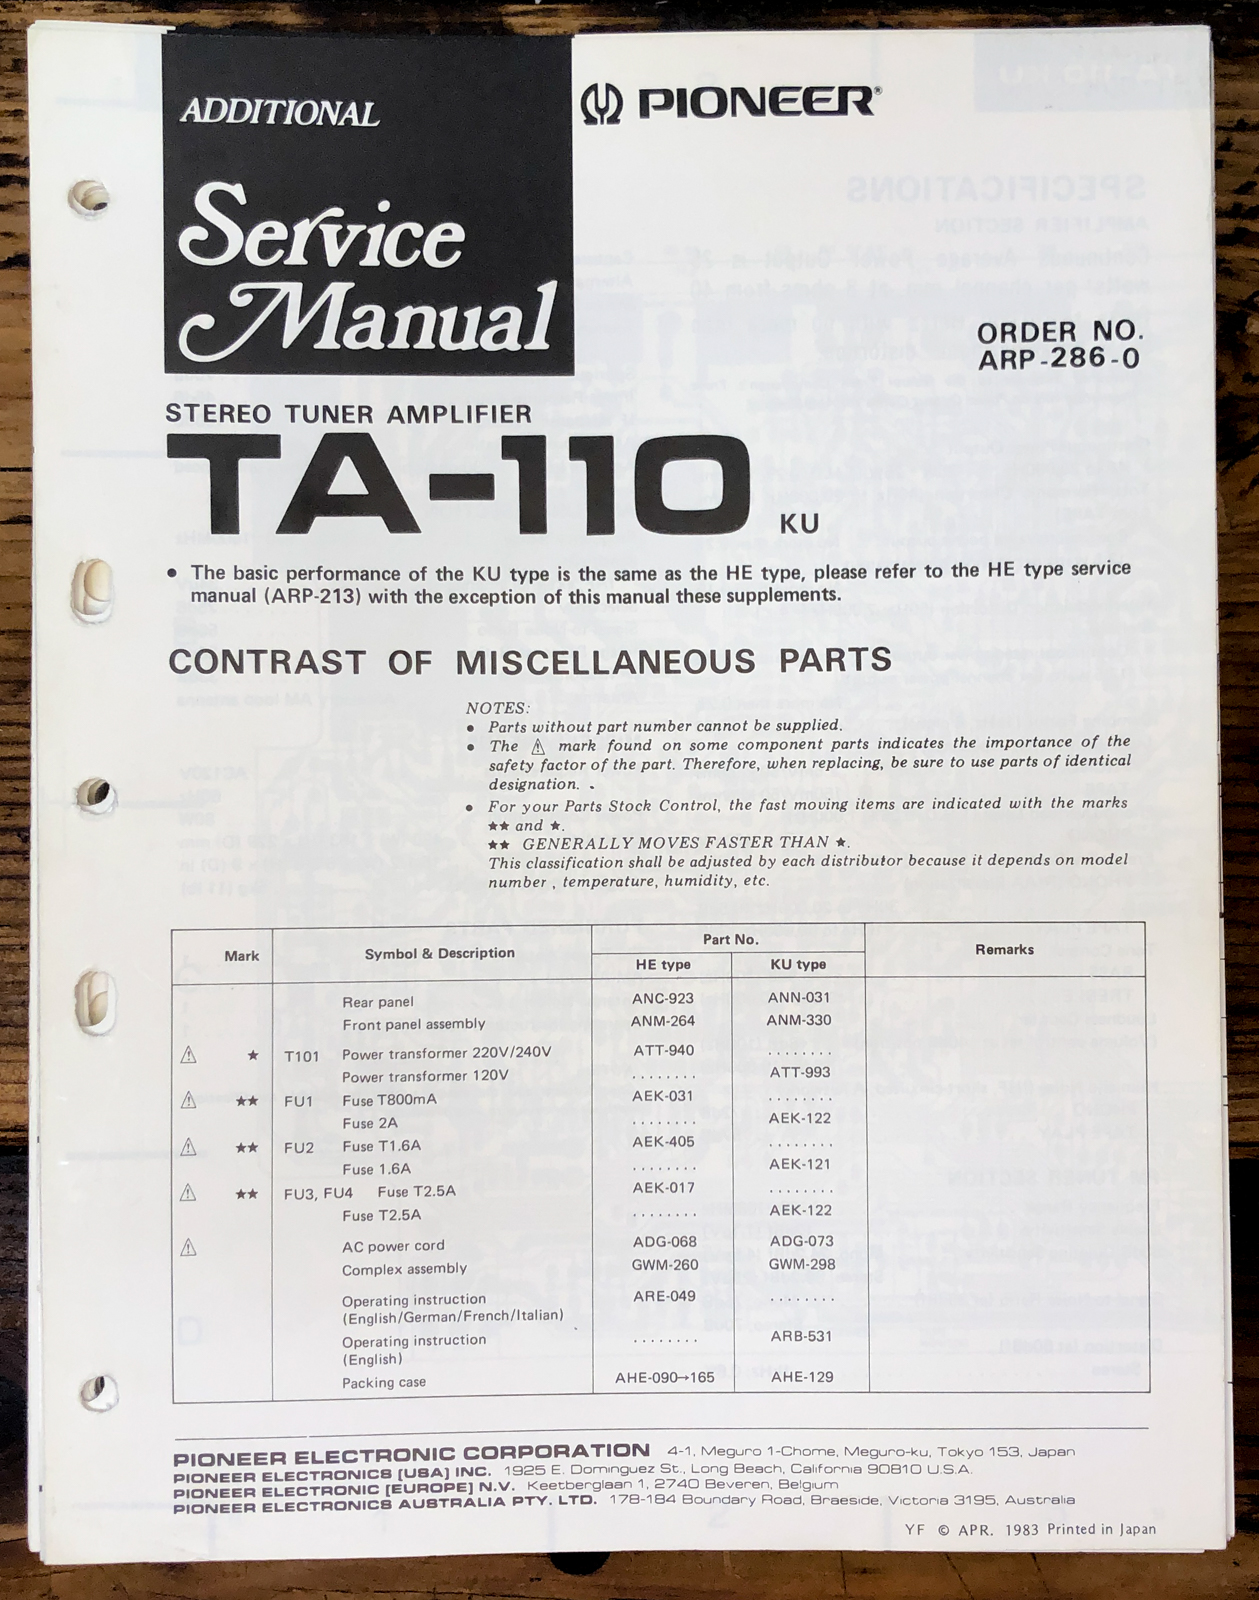 ADDITIONAL
Service
Manual
PIONEER®
ORDER NO.
ARP-286-0
STEREO TUNER AMPLIFIER
TA-110 KU
• The basic performance of the KU type is the same as the HE type, please refer to the HE type service
manual (ARP-213) with the exception of this manual these supplements.
CONTRAST OF MISCELLANEOUS PARTS
NOTES:
• Parts without part number cannot be supplied.
• The ⚠ mark found on some component parts indicates the importance of the
safety factor of the part. Therefore, when replacing, be sure to use parts of identical
designation.
• For your Parts Stock Control, the fast moving items are indicated with the marks
★★ and ★.
★★ GENERALLY MOVES FASTER THAN ★.
This classification shall be adjusted by each distributor because it depends on model
number , temperature, humidity, etc.
Mark Symbol & Description Part No. Remarks
HE type KU type
Rear panel ANC-923 ANN-031
Front panel assembly ANM-264 ANM-330
⚠ ★ T101 Power transformer 220V/240V ATT-940 ........
Power transformer 120V ........ ATT-993
⚠ ★★ FU1 Fuse T800mA AEK-031 ........
Fuse 2A ........ AEK-122
⚠ ★★ FU2 Fuse T1.6A AEK-405 ........
Fuse 1.6A ........ AEK-121
⚠ ★★ FU3, FU4 Fuse T2.5A AEK-017 ........
Fuse T2.5A ........ AEK-122
⚠ AC power cord ADG-068 ADG-073
Complex assembly GWM-260 GWM-298
Operating instruction ARE-049 ........
(English/German/French/Italian)
Operating instruction ........ ARB-531
(English)
Packing case AHE-090→165 AHE-129
PIONEER ELECTRONIC CORPORATION 4-1, Meguro 1-Chome, Meguro-ku, Tokyo 153, Japan
PIONEER ELECTRONICS [USA] INC. 1925 E. Dominguez St., Long Beach, California 90810 U.S.A.
PIONEER ELECTRONIC [EUROPE] N.V. Keetberglaan 1, 2740 Beveren, Belgium
PIONEER ELECTRONICS AUSTRALIA PTY. LTD. 178-184 Boundary Road, Braeside, Victoria 3195, Australia
YF © APR. 1983 Printed in Japan